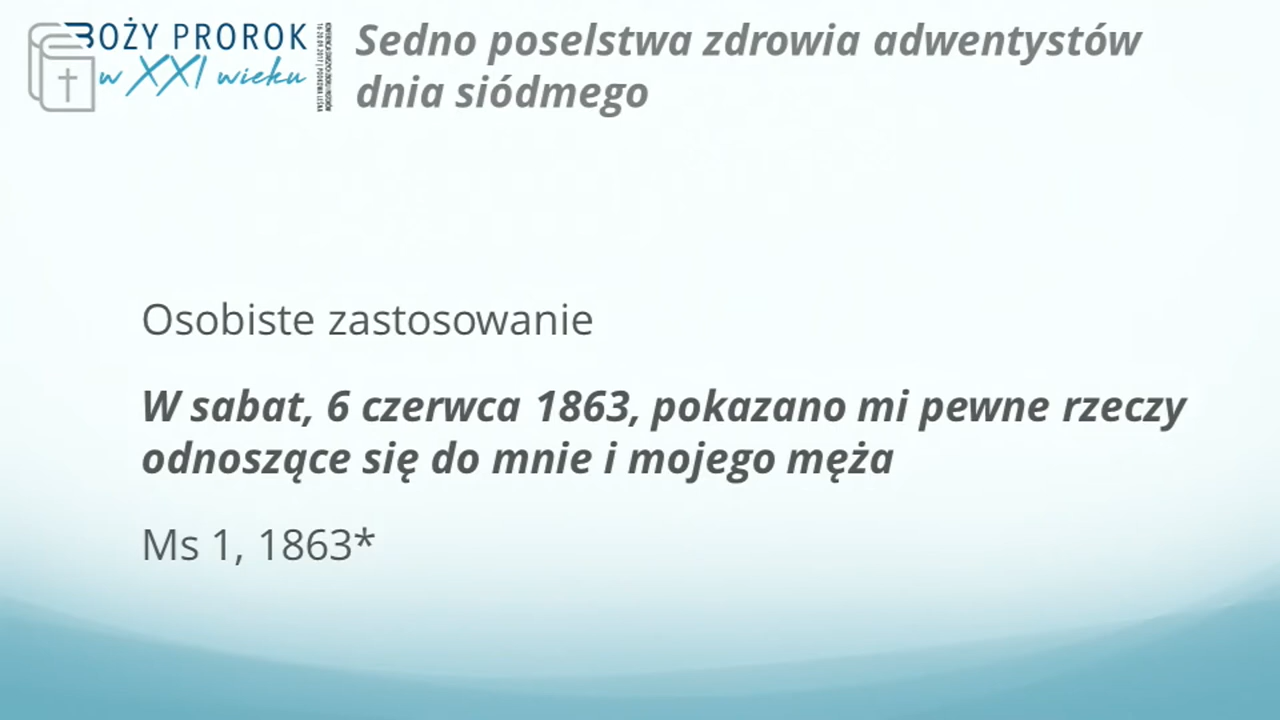 BOŻY PROROK
w XXI wieku
Sedno poselstwa zdrowia adwentystów
dnia siódmego
Osobiste zastosowanie
W sabat, 6 czerwca 1863, pokazano mi pewne rzeczy
odnoszące się do mnie i mojego męża
Ms 1, 1863*